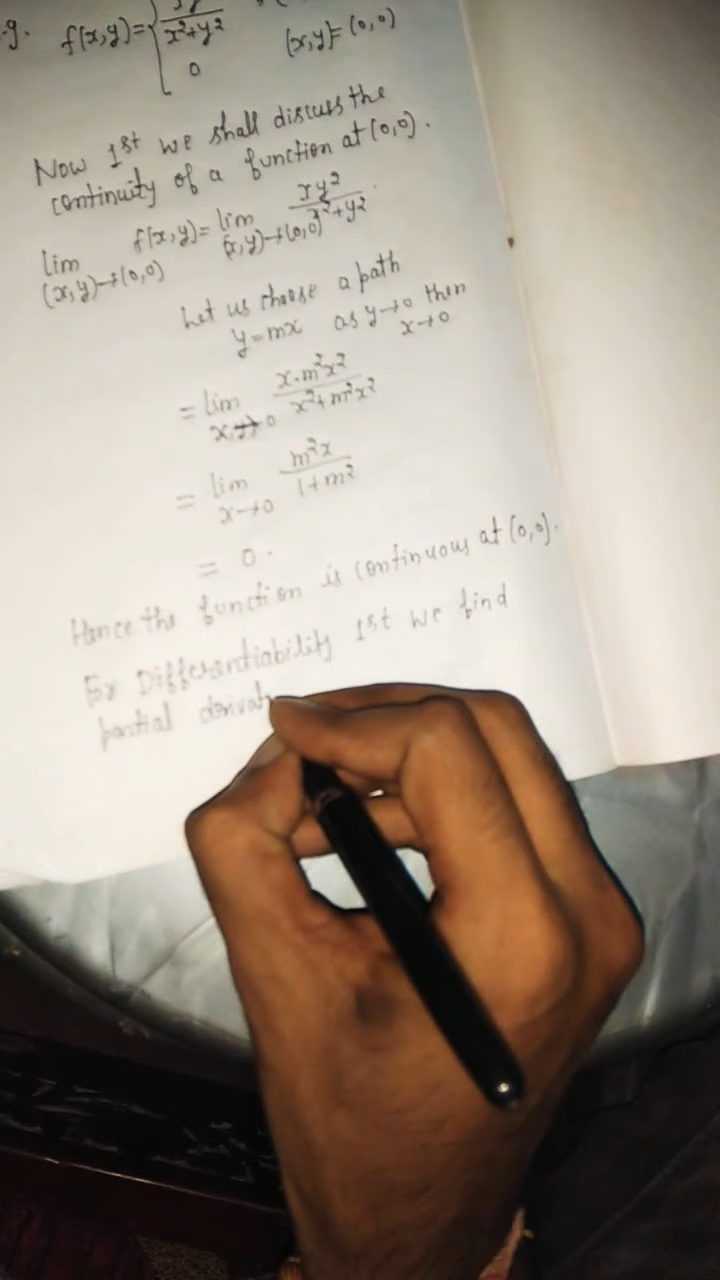 g. f(x,y)= x²+y²
0 (x,y)=(0,0)
Now 1st we shall discuss the
continuity of a function at (0,0).
lim (x,y)→(0,0) f(x,y)= lim (x,y)→(0,0) xy²/x²+y²
Let us choose a path
y=mx as y→0 then x→0
= lim x→0 x·m²x²/x²+m²x²
= lim x→0 m²x/1+m²
= 0.
Hence the function is continuous at (0,0).
For Differentiability 1st we find
partial derivat